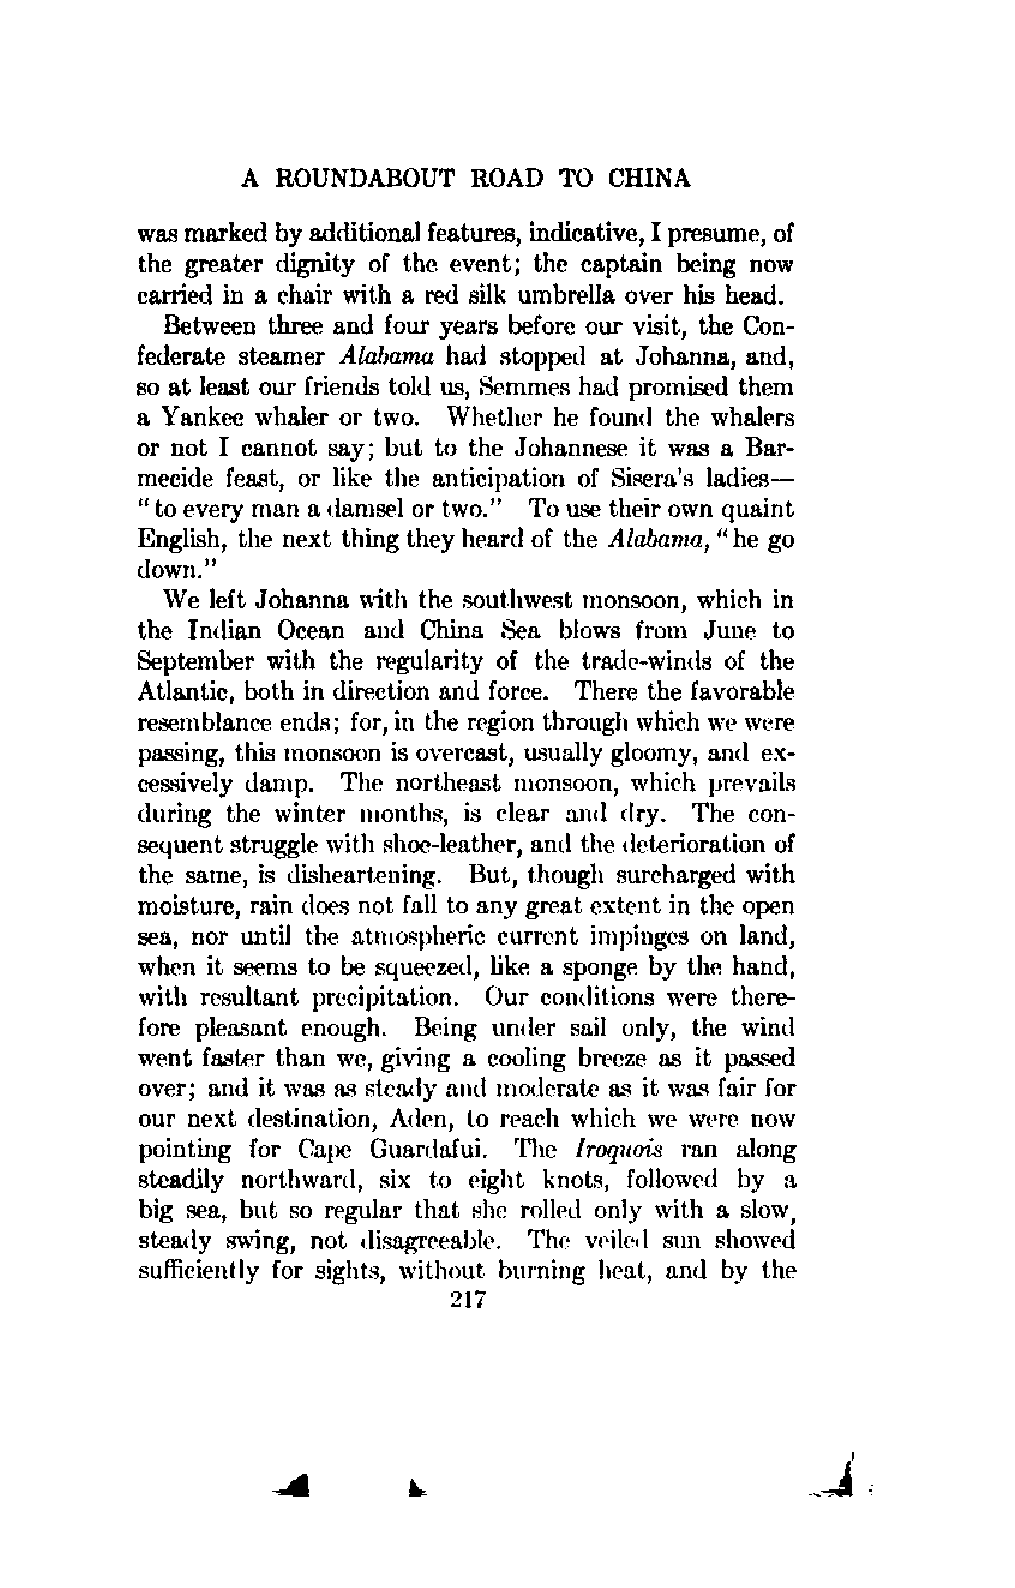 A ROUNDABOUT ROAD TO CHINA
was marked by additional features, indicative, I presume, of
the greater dignity of the event; the captain being now
carried in a chair with a red silk umbrella over his head.
Between three and four years before our visit, the Con-
federate steamer Alabama had stopped at Johanna, and,
so at least our friends told us, Semmes had promised them
a Yankee whaler or two. Whether he found the whalers
or not I cannot say; but to the Johannese it was a Bar-
mecide feast, or like the anticipation of Sisera's ladies—
"to every man a damsel or two." To use their own quaint
English, the next thing they heard of the Alabama, "he go
down."
We left Johanna with the southwest monsoon, which in
the Indian Ocean and China Sea blows from June to
September with the regularity of the trade-winds of the
Atlantic, both in direction and force. There the favorable
resemblance ends; for, in the region through which we were
passing, this monsoon is overcast, usually gloomy, and ex-
cessively damp. The northeast monsoon, which prevails
during the winter months, is clear and dry. The con-
sequent struggle with shoe-leather, and the deterioration of
the same, is disheartening. But, though surcharged with
moisture, rain does not fall to any great extent in the open
sea, nor until the atmospheric current impinges on land,
when it seems to be squeezed, like a sponge by the hand,
with resultant precipitation. Our conditions were there-
fore pleasant enough. Being under sail only, the wind
went faster than we, giving a cooling breeze as it passed
over; and it was as steady and moderate as it was fair for
our next destination, Aden, to reach which we were now
pointing for Cape Guardafui. The Iroquois ran along
steadily northward, six to eight knots, followed by a
big sea, but so regular that she rolled only with a slow,
steady swing, not disagreeable. The veiled sun showed
sufficiently for sights, without burning heat, and by the
217